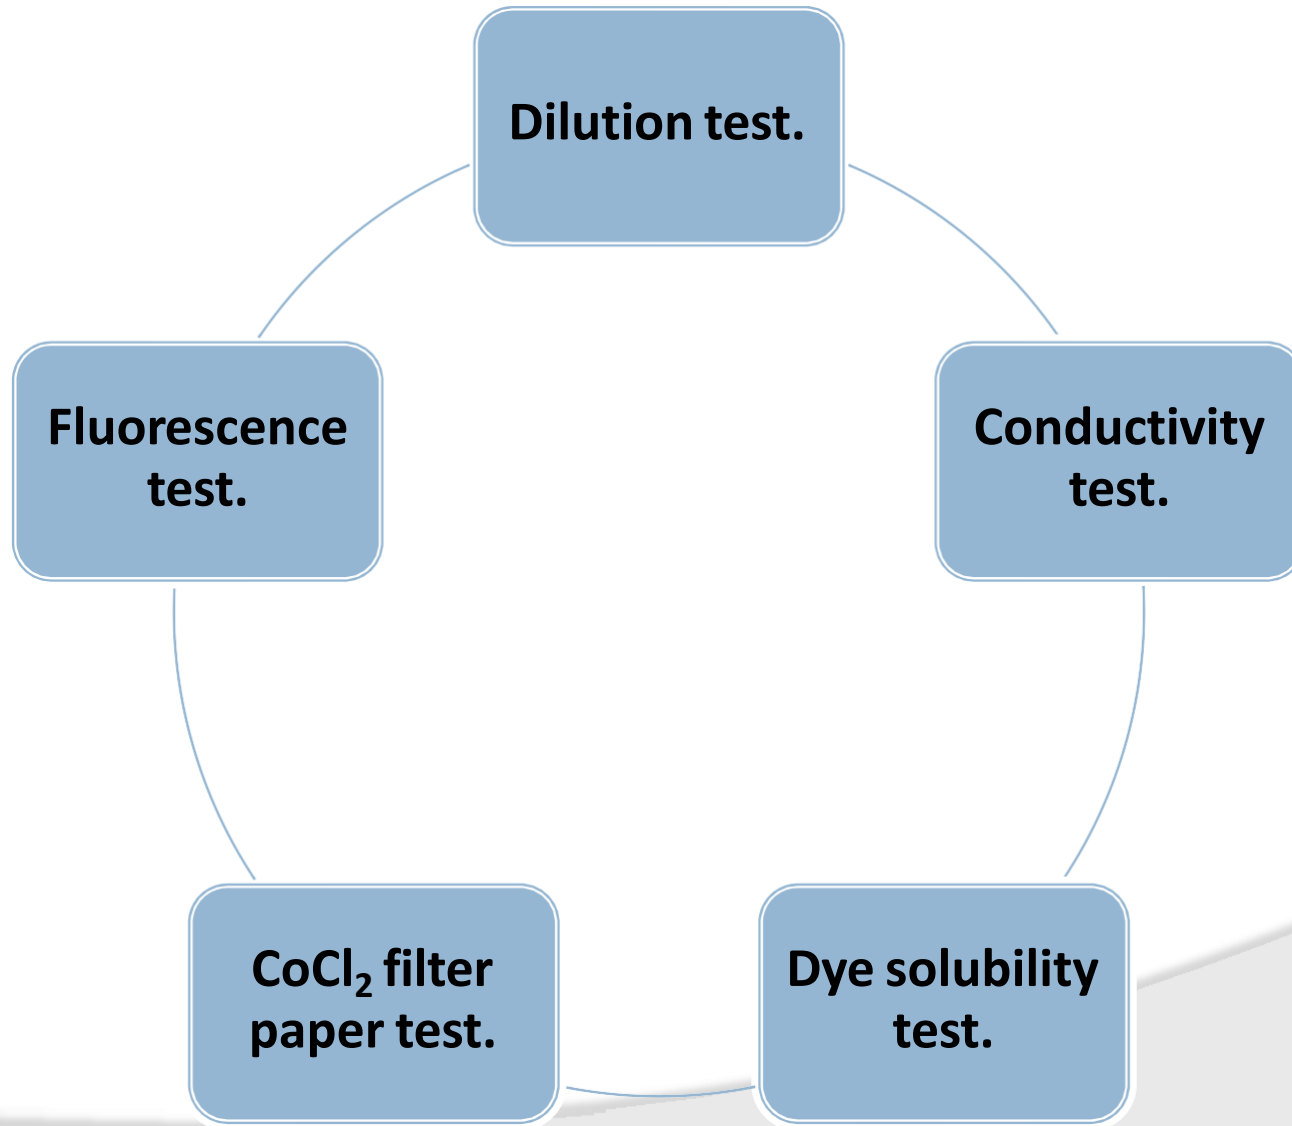 Dilution test.
Conductivity
test.
Dye solubility
test.
CoCl₂ filter
paper test.
Fluorescence
test.